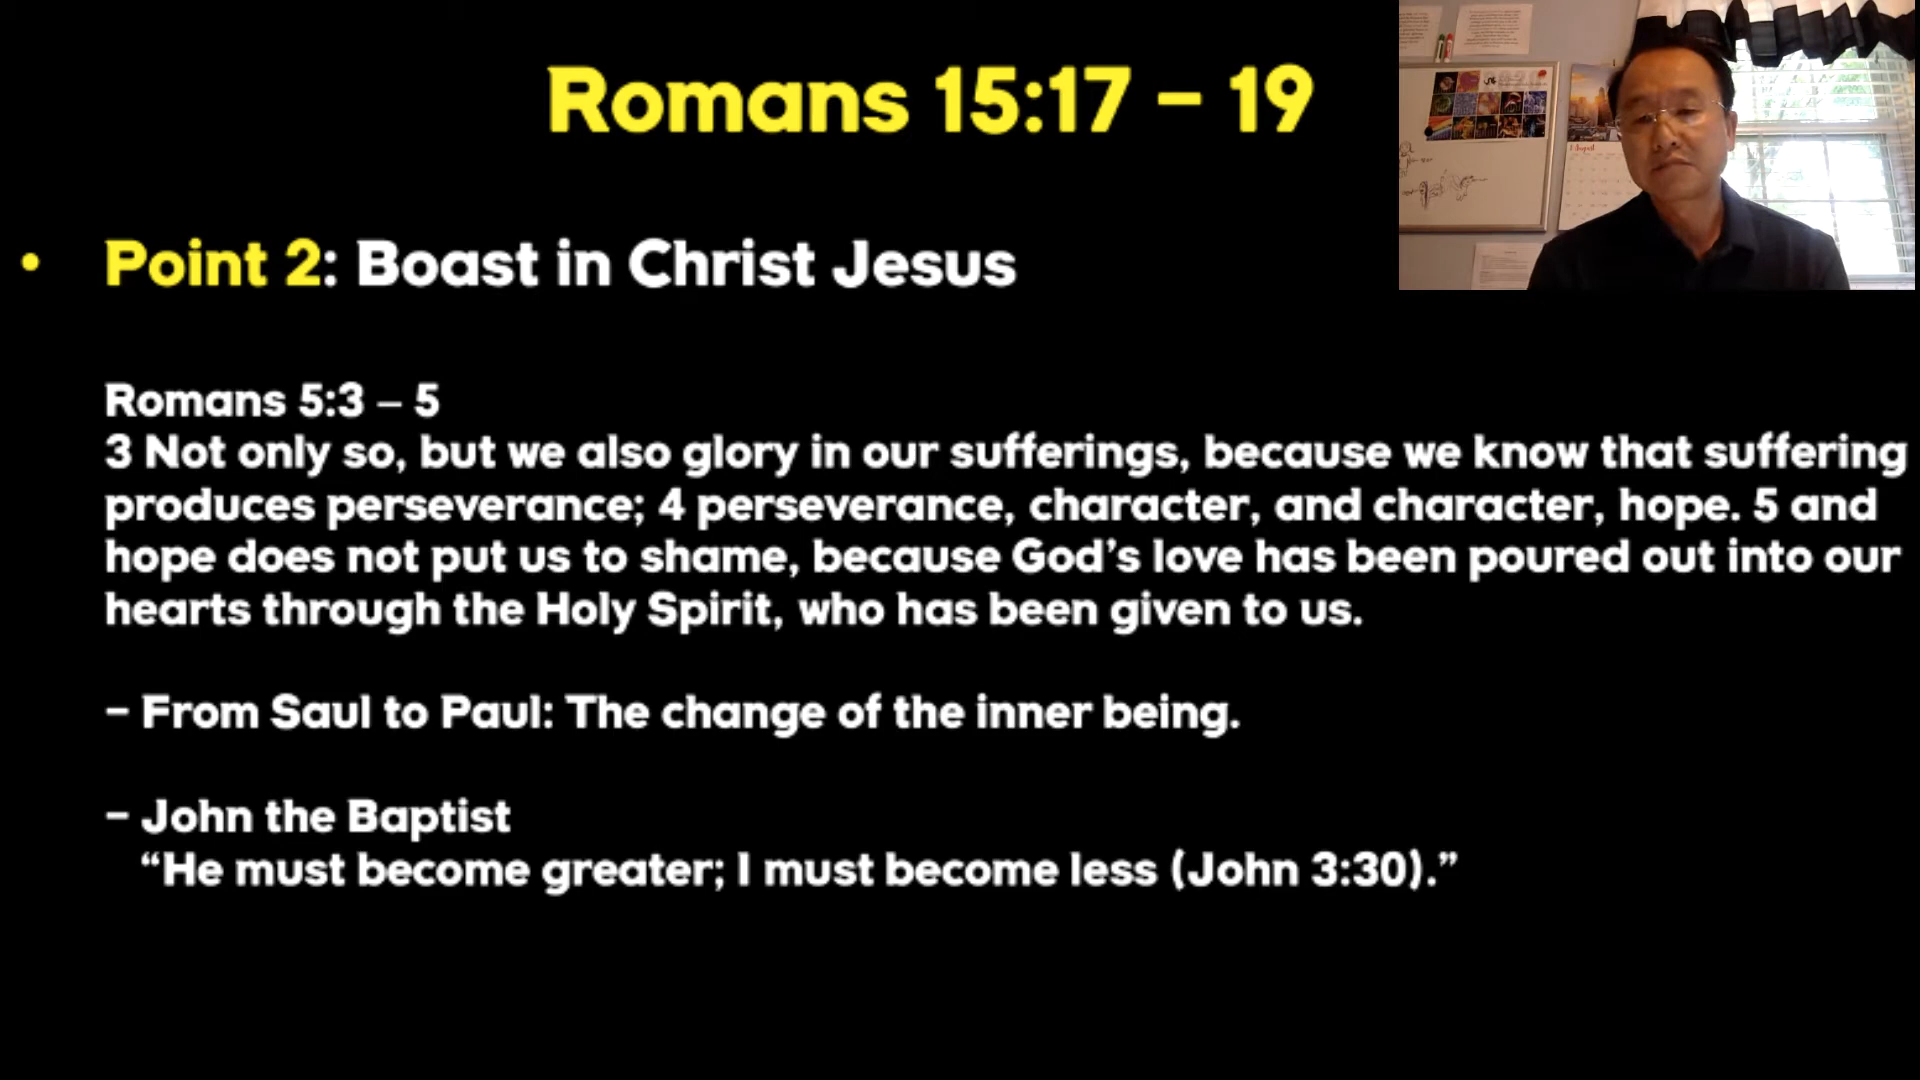 Romans 15:17 – 19
• Point 2: Boast in Christ Jesus
Romans 5:3 – 5
3 Not only so, but we also glory in our sufferings, because we know that suffering
produces perseverance; 4 perseverance, character, and character, hope. 5 and
hope does not put us to shame, because God’s love has been poured out into our
hearts through the Holy Spirit, who has been given to us.
– From Saul to Paul: The change of the inner being.
– John the Baptist
“He must become greater; I must become less (John 3:30).”
August